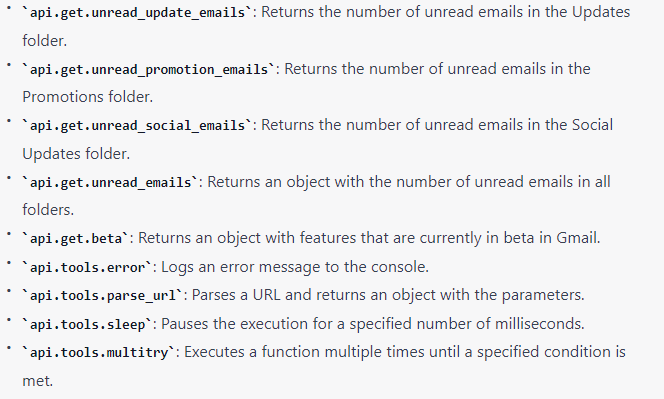 • `api.get.unread_update_emails`: Returns the number of unread emails in the Updates
folder.
• `api.get.unread_promotion_emails`: Returns the number of unread emails in the
Promotions folder.
• `api.get.unread_social_emails`: Returns the number of unread emails in the Social
Updates folder.
• `api.get.unread_emails`: Returns an object with the number of unread emails in all
folders.
• `api.get.beta`: Returns an object with features that are currently in beta in Gmail.
• `api.tools.error`: Logs an error message to the console.
• `api.tools.parse_url`: Parses a URL and returns an object with the parameters.
• `api.tools.sleep`: Pauses the execution for a specified number of milliseconds.
• `api.tools.multitry`: Executes a function multiple times until a specified condition is
met.